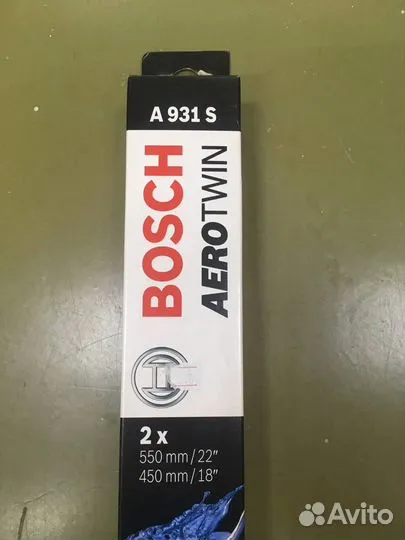 A 931 S
BOSCH
AEROTWIN
2 x
550 mm / 22"
450 mm / 18"
Avito